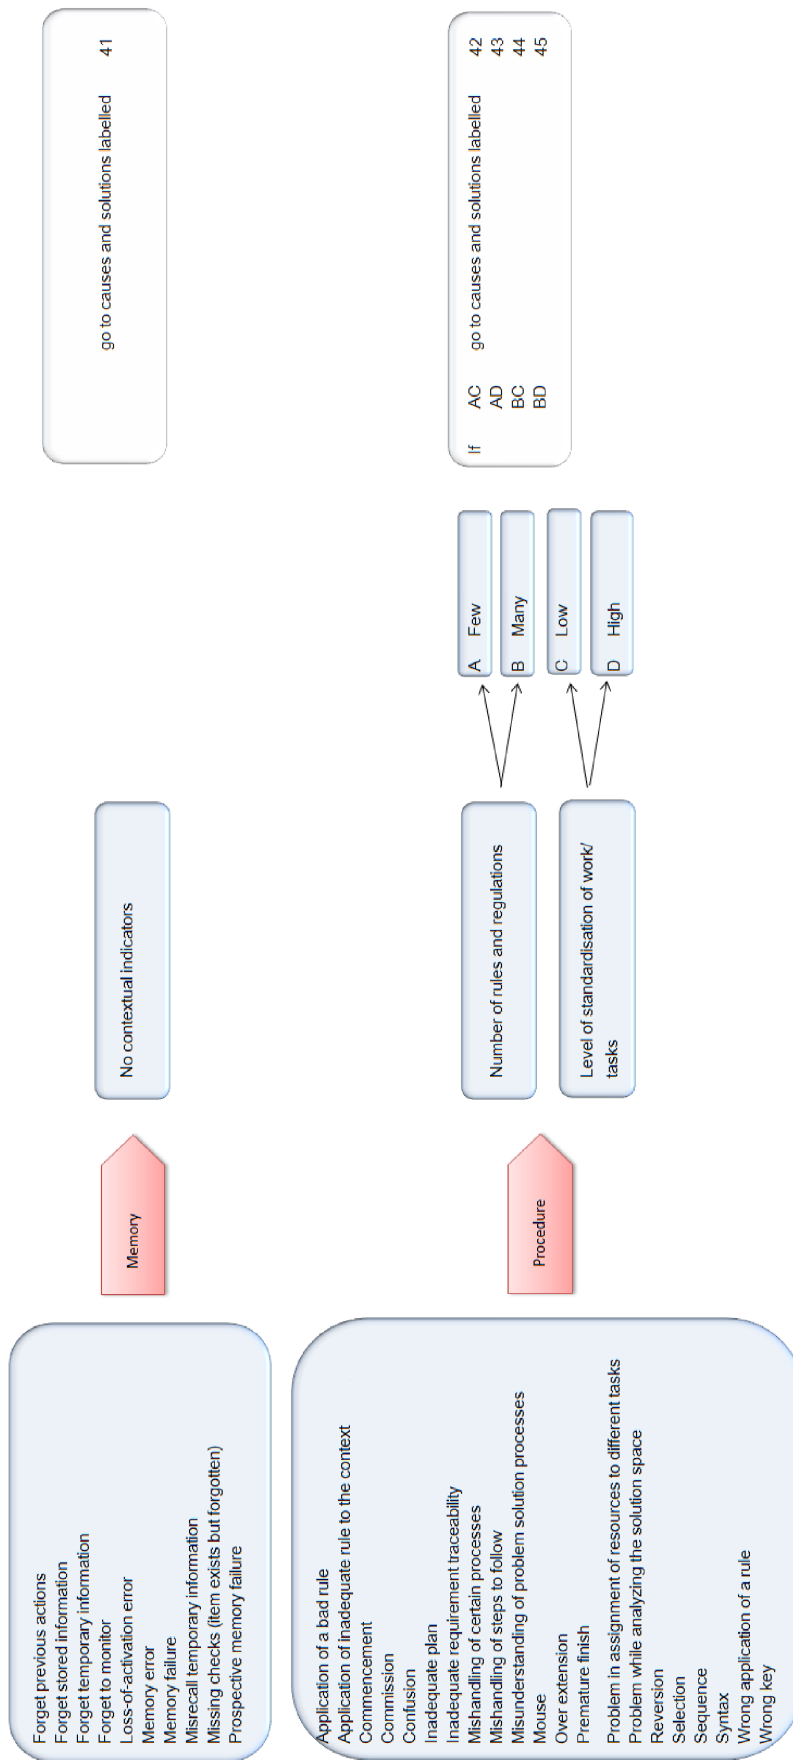 Forget previous actions
Forget stored information
Forget temporary information
Forget to monitor
Loss-of-activation error
Memory error
Memory failure
Misrecall temporary information
Missing checks (item exists but forgotten)
Prospective memory failure
Memory
No contextual indicators
go to causes and solutions labelled 41
Application of a bad rule
Application of inadequate rule to the context
Commencement
Commission
Confusion
Inadequate plan
Inadequate requirement traceability
Mishandling of certain processes
Mishandling of steps to follow
Misunderstanding of problem solution processes
Mouse
Over extension
Premature finish
Problem in assignment of resources to different tasks
Problem while analyzing the solution space
Reversion
Selection
Sequence
Syntax
Wrong application of a rule
Wrong key
Procedure
Number of rules and regulations
Level of standardisation of work/
tasks
A Few
B Many
C Low
D High
If AC go to causes and solutions labelled 42
AD 43
BC 44
BD 45